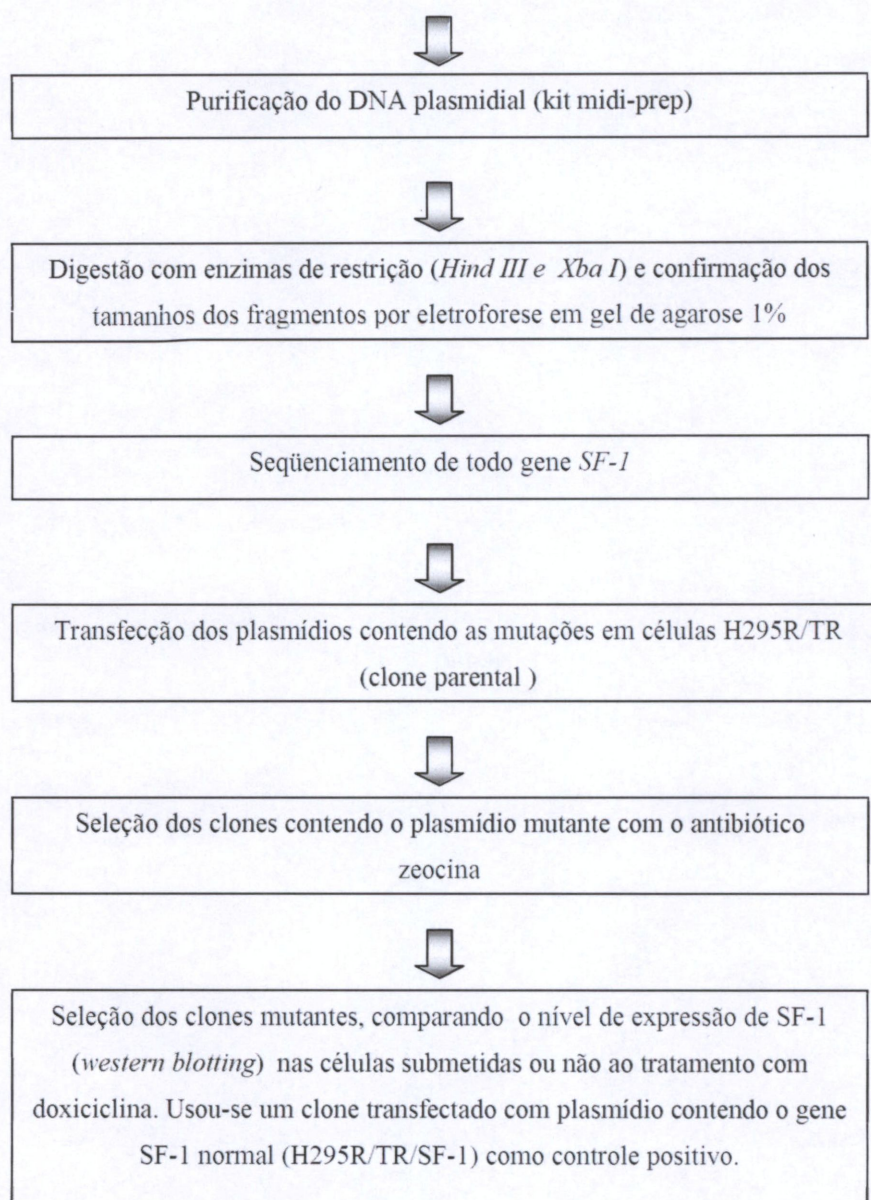 Purificação do DNA plasmidial (kit midi-prep)
Digestão com enzimas de restrição (Hind III e Xba I) e confirmação dos
tamanhos dos fragmentos por eletroforese em gel de agarose 1%
Seqüenciamento de todo gene SF-1
Transfecção dos plasmídios contendo as mutações em células H295R/TR
(clone parental )
Seleção dos clones contendo o plasmídio mutante com o antibiótico
zeocina
Seleção dos clones mutantes, comparando o nível de expressão de SF-1
(western blotting) nas células submetidas ou não ao tratamento com
doxiciclina. Usou-se um clone transfectado com plasmídio contendo o gene
SF-1 normal (H295R/TR/SF-1) como controle positivo.